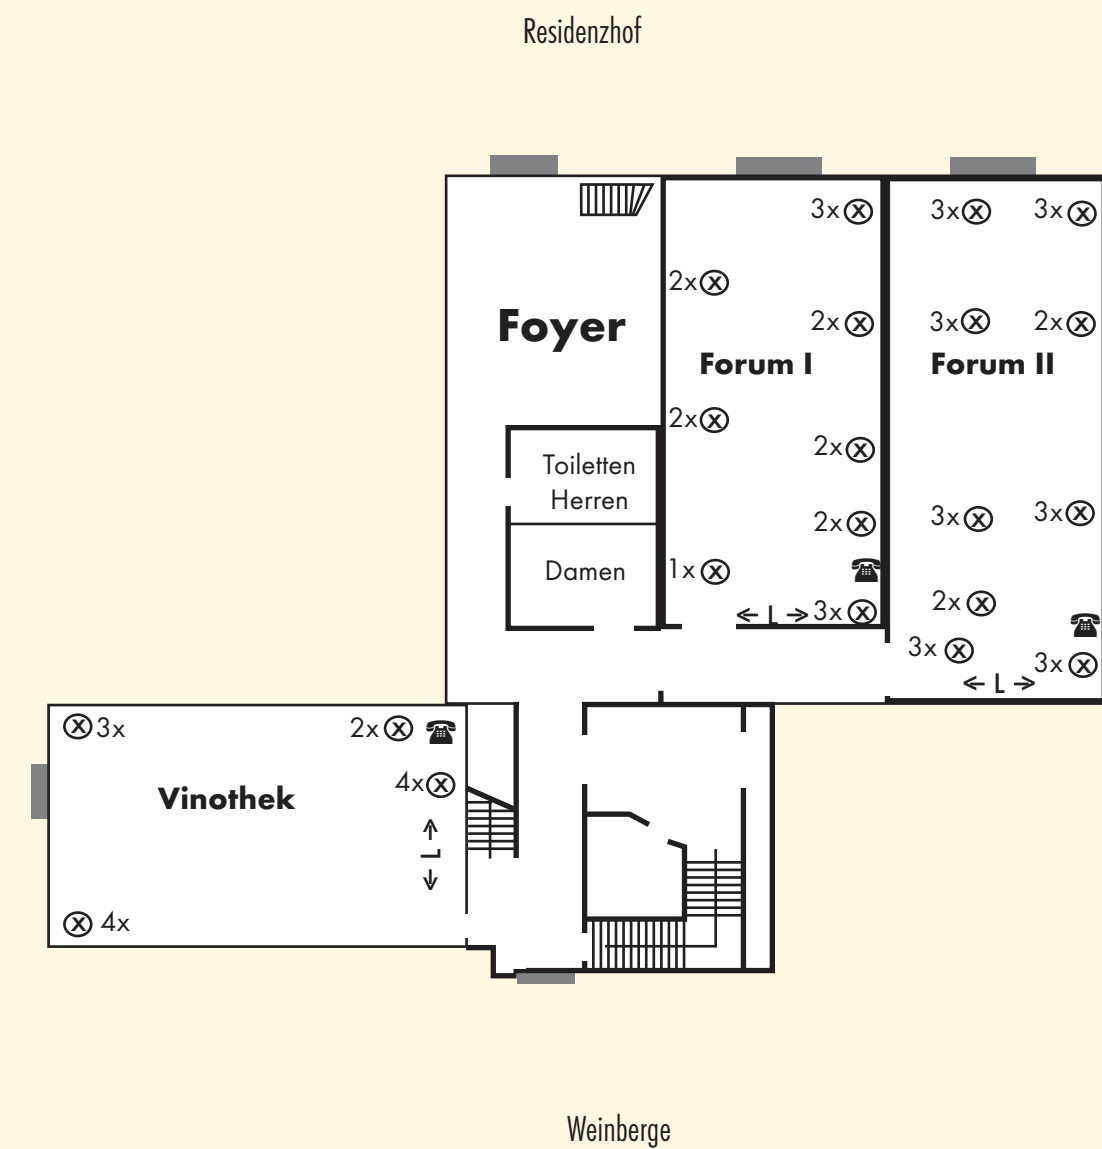 Residenzhof
3x
3x
3x
2x
2x
3x
2x
Foyer
Forum I
Forum II
2x
2x
Toiletten
Herren
3x
3x
2x
Damen
1x
2x
L
3x
3x
3x
L
3x
2x
Vinothek
4x
L
4x
Weinberge